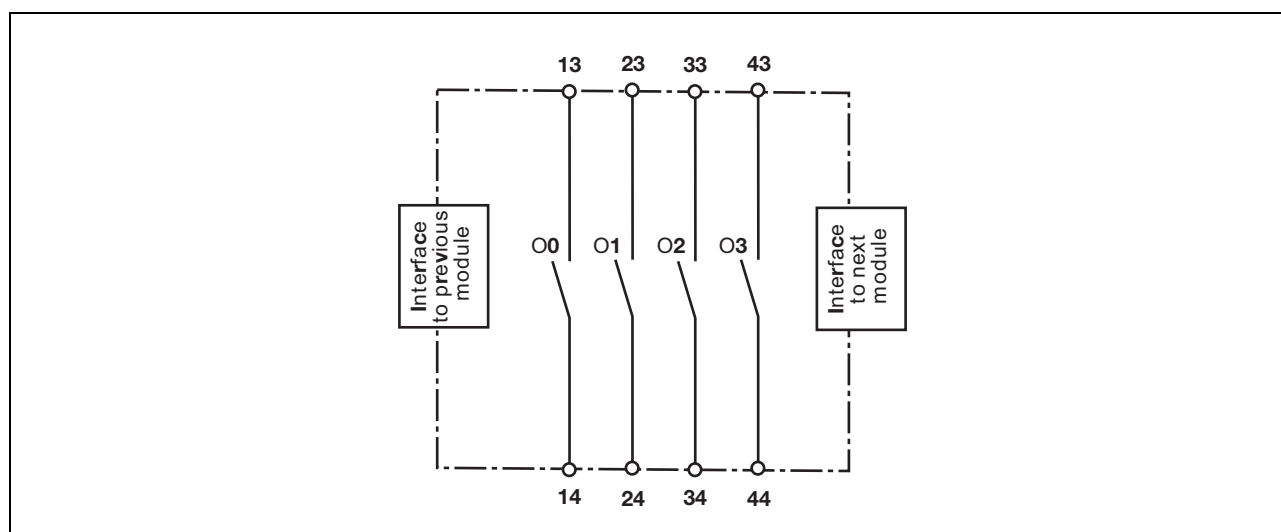 13 23 33 43
Interface
to previous
module
O0 O1 O2 O3
Interface
to next
module
14 24 34 44